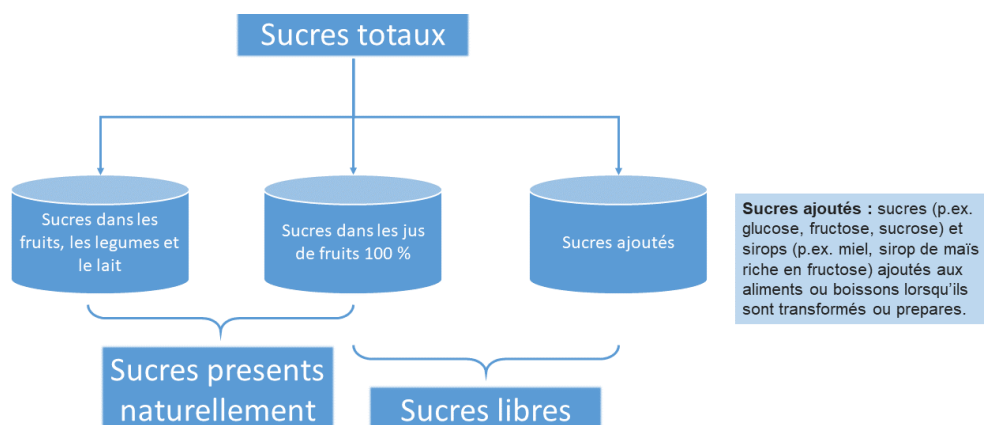 Sucres totaux
Sucres dans les
fruits, les legumes et
le lait
Sucres dans les jus
de fruits 100 %
Sucres ajoutés
Sucres ajoutés : sucres (p.ex.
glucose, fructose, sucrose) et
sirops (p.ex. miel, sirop de maïs
riche en fructose) ajoutés aux
aliments ou boissons lorsqu'ils
sont transformés ou prepares.
Sucres presents
naturellement
Sucres libres